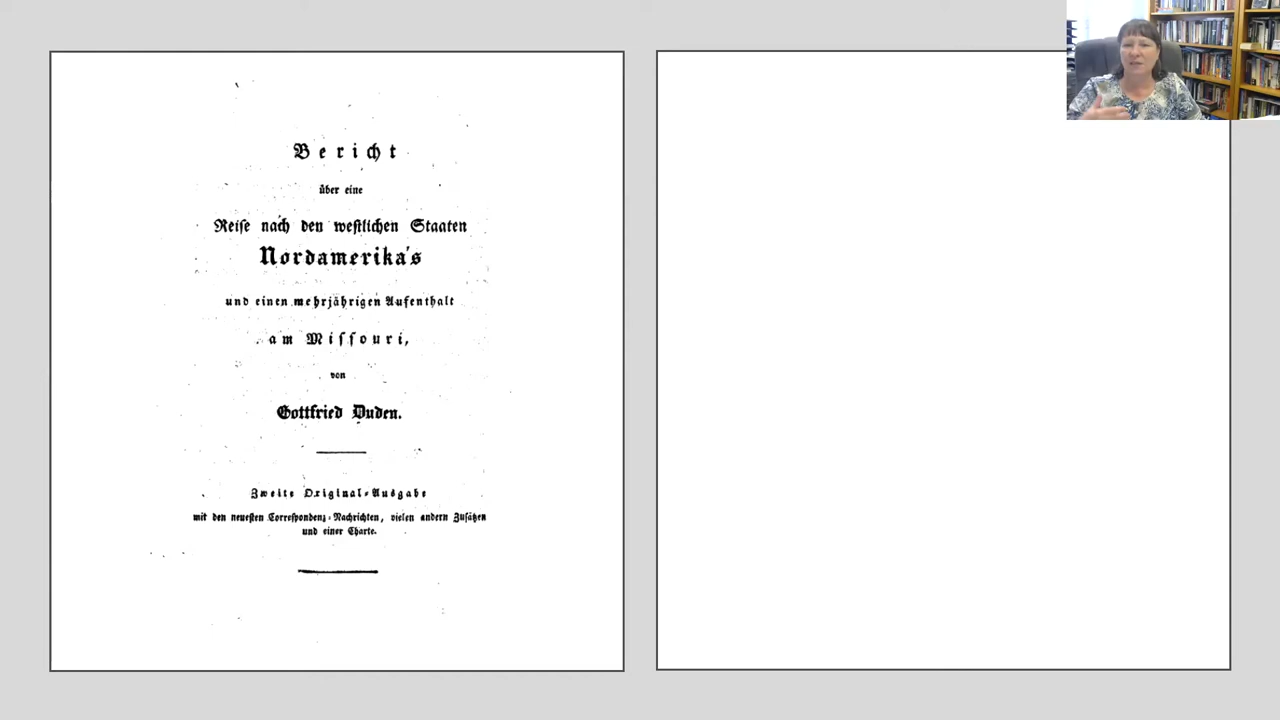 Bericht
über eine
Reise nach den westlichen Staaten
Nordamerika's
und einen mehrjährigen Aufenthalt
am Missouri,
von
Gottfried Duden.
Zweite Original-Ausgabe
mit den neuesten Correspondenz-Nachrichten, vielen andern Zusätzen
und einer Charte.